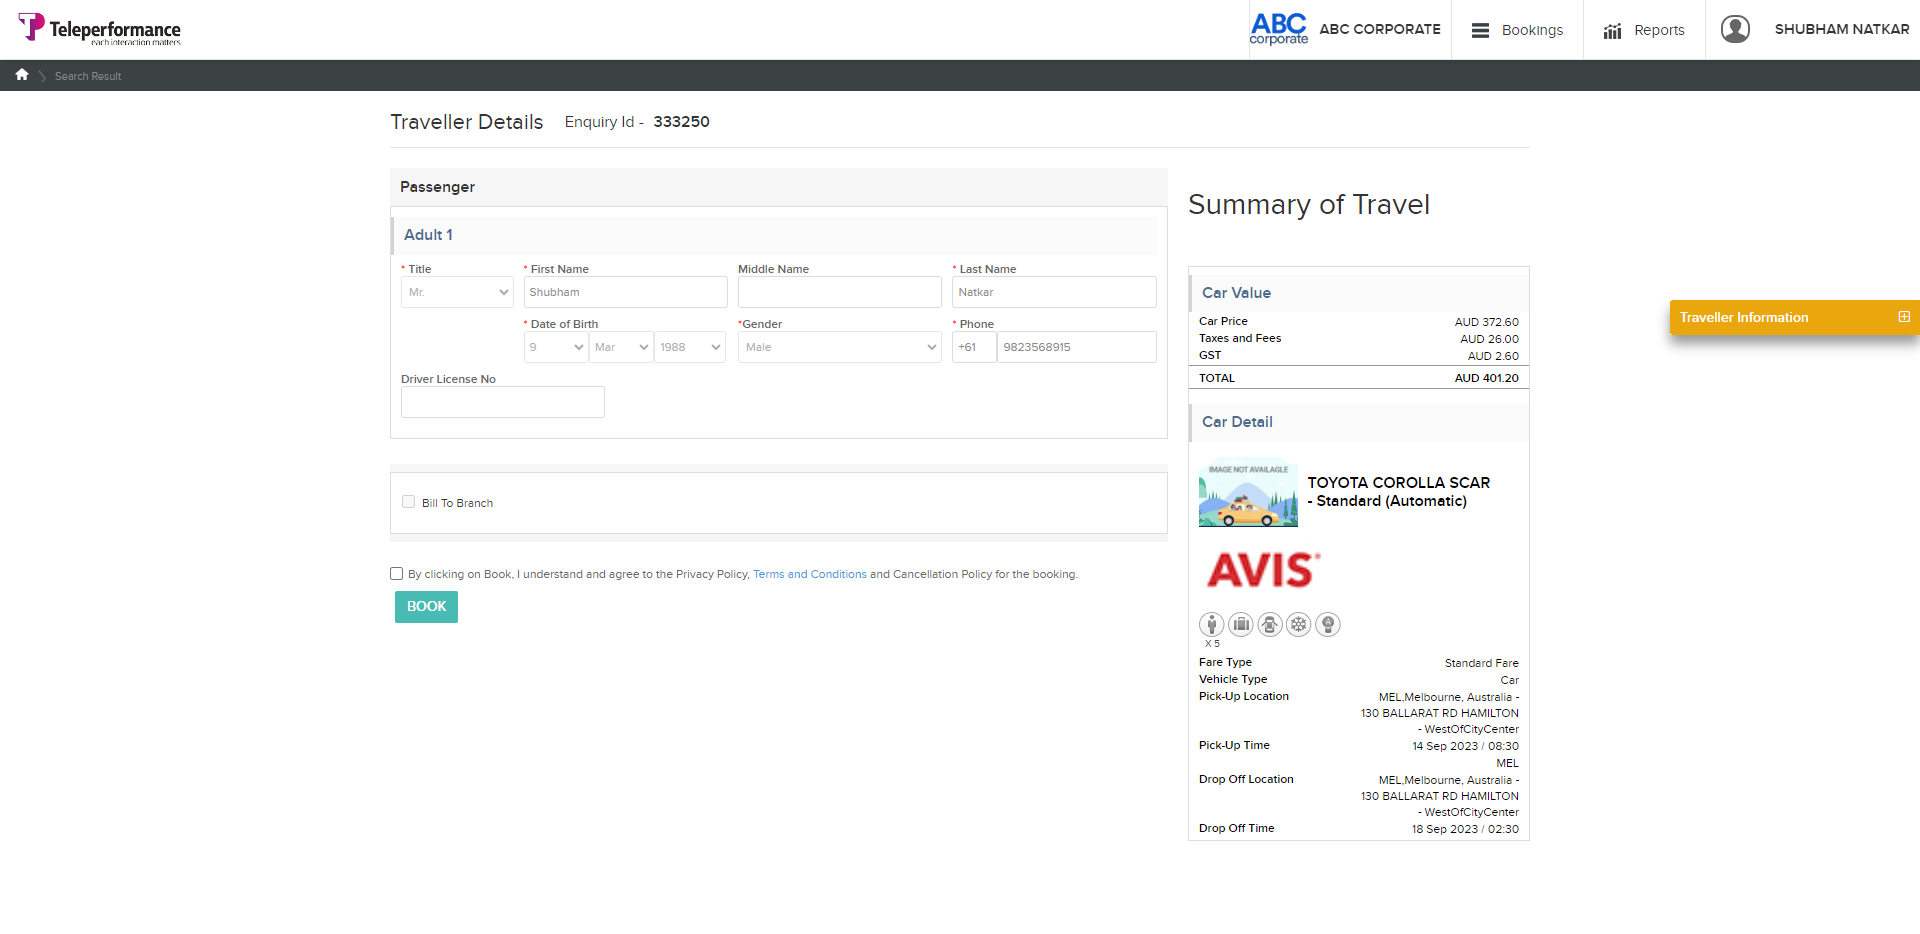 Teleperformance
each interaction matters
ABC
corporate
ABC CORPORATE
Bookings
Reports
SHUBHAM NATKAR
Search Result
Traveller Details
Enquiry Id - 333250
Passenger
Adult 1
* Title
* First Name
Middle Name
* Last Name
Mr.
Shubham
Natkar
* Date of Birth
*Gender
* Phone
9
Mar
1988
Male
+61
9823568915
Driver License No
Bill To Branch
By clicking on Book, I understand and agree to the Privacy Policy, Terms and Conditions and Cancellation Policy for the booking.
BOOK
Summary of Travel
Car Value
Car Price AUD 372.60
Taxes and Fees AUD 26.00
GST AUD 2.60
TOTAL AUD 401.20
Car Detail
IMAGE NOT AVAILAGLE
TOYOTA COROLLA SCAR
- Standard (Automatic)
AVIS
A
X 5
Fare Type Standard Fare
Vehicle Type Car
Pick-Up Location MEL,Melbourne, Australia -
130 BALLARAT RD HAMILTON
- WestOfCityCenter
Pick-Up Time 14 Sep 2023 / 08:30
MEL
Drop Off Location MEL,Melbourne, Australia -
130 BALLARAT RD HAMILTON
- WestOfCityCenter
Drop Off Time 18 Sep 2023 / 02:30
Traveller Information